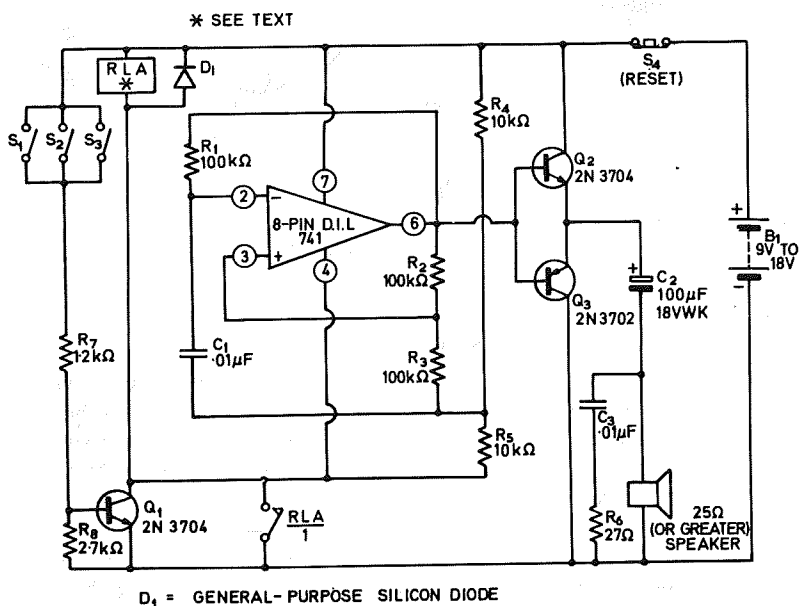 * SEE TEXT
RLA
*
D1
S1
S2
S3
R1
100kΩ
R4
10kΩ
S4
(RESET)
Q2
2N 3704
7
2
-
8-PIN D.I.L
741
6
3
+
4
R2
100kΩ
+
B1
9V TO
18V
-
+
C2
100µF
18VWK
Q3
2N 3702
R7
1·2kΩ
C1
·01µF
R3
100kΩ
R5
10kΩ
C3
·01µF
Q1
2N 3704
R8
2·7kΩ
RLA
1
R6
27Ω
25Ω
(OR GREATER)
SPEAKER
D1 = GENERAL-PURPOSE SILICON DIODE